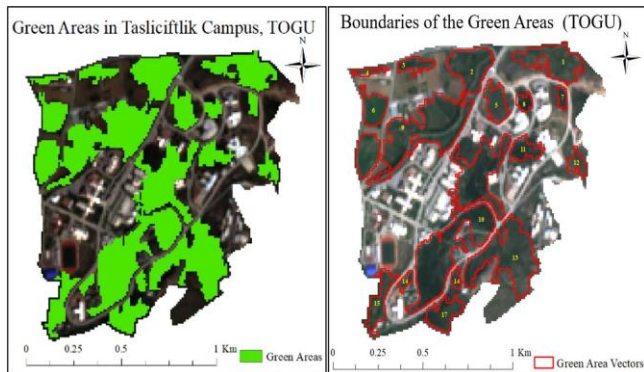 Green Areas in Tasliciftlik Campus, TOGU
N
0 0.25 0.5 1 Km
Green Areas
Boundaries of the Green Areas (TOGU)
N
1
2
3
4
5
6
7
8
9
10
11
12
13
14
15
16
17
0 0.25 0.5 1 Km
Green Area Vectors